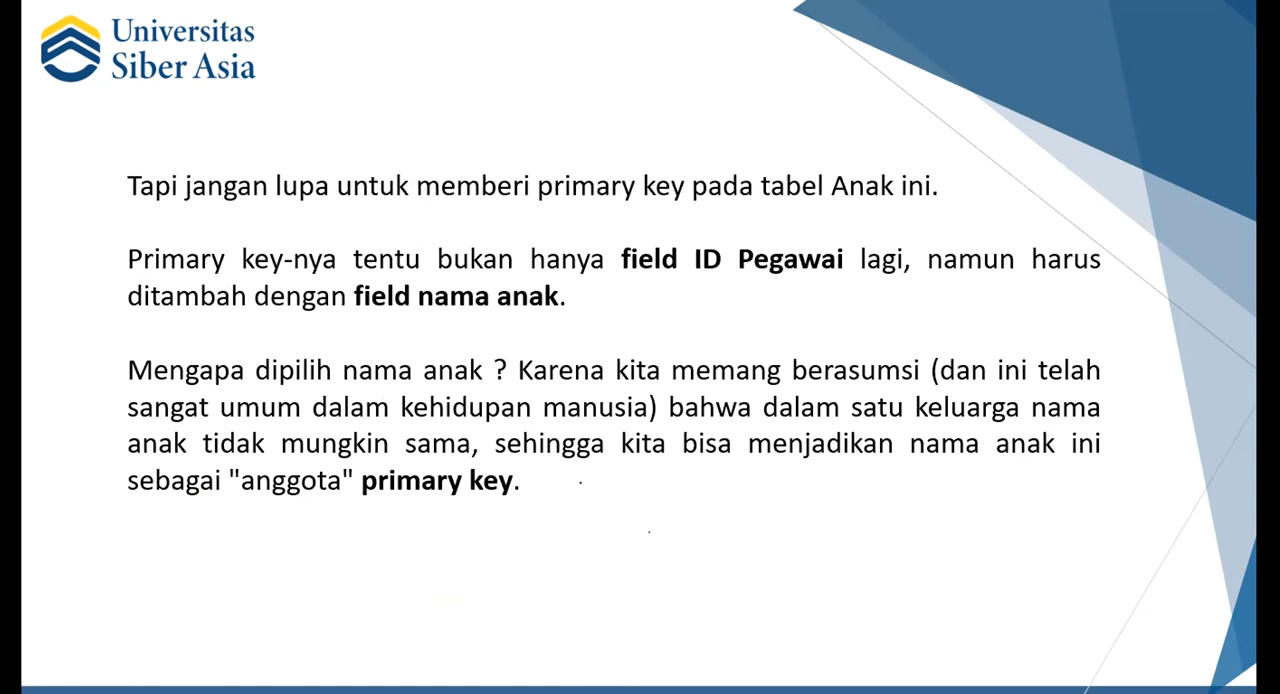 Universitas
Siber Asia
Tapi jangan lupa untuk memberi primary key pada tabel Anak ini.
Primary key-nya tentu bukan hanya field ID Pegawai lagi, namun harus
ditambah dengan field nama anak.
Mengapa dipilih nama anak ? Karena kita memang berasumsi (dan ini telah
sangat umum dalam kehidupan manusia) bahwa dalam satu keluarga nama
anak tidak mungkin sama, sehingga kita bisa menjadikan nama anak ini
sebagai "anggota" primary key.